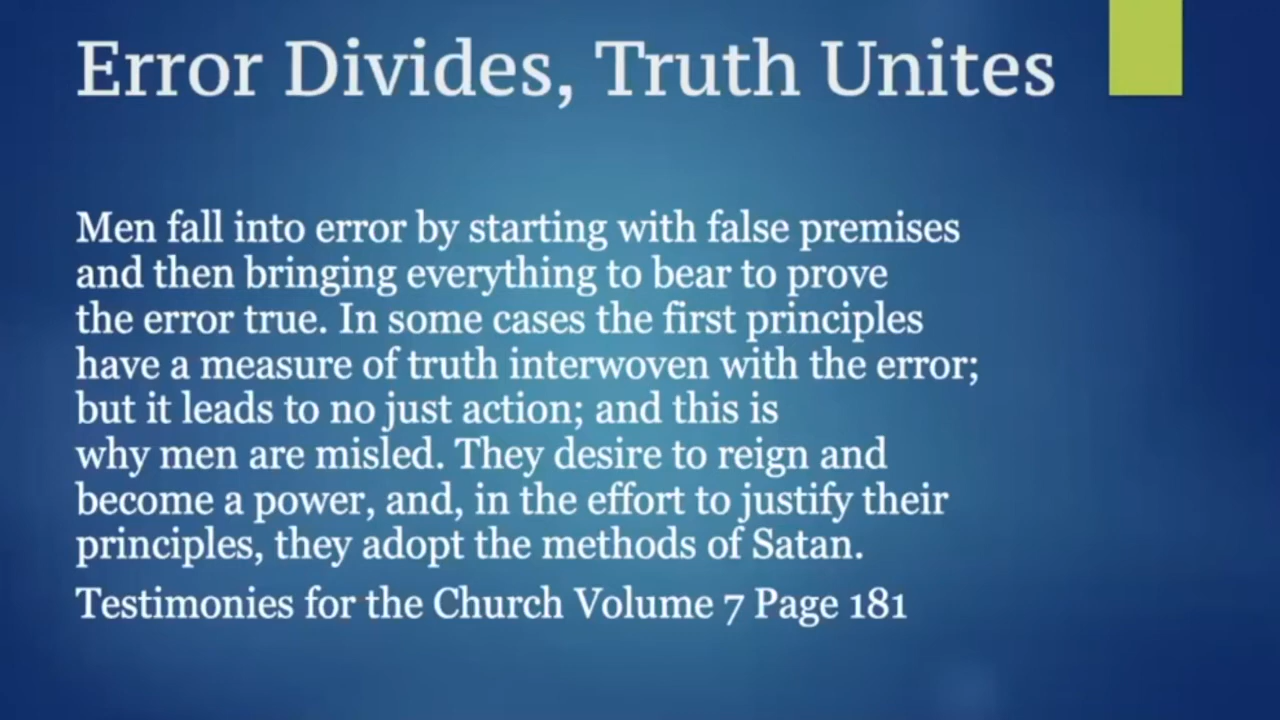 Error Divides, Truth Unites
Men fall into error by starting with false premises
and then bringing everything to bear to prove
the error true. In some cases the first principles
have a measure of truth interwoven with the error;
but it leads to no just action; and this is
why men are misled. They desire to reign and
become a power, and, in the effort to justify their
principles, they adopt the methods of Satan.
Testimonies for the Church Volume 7 Page 181